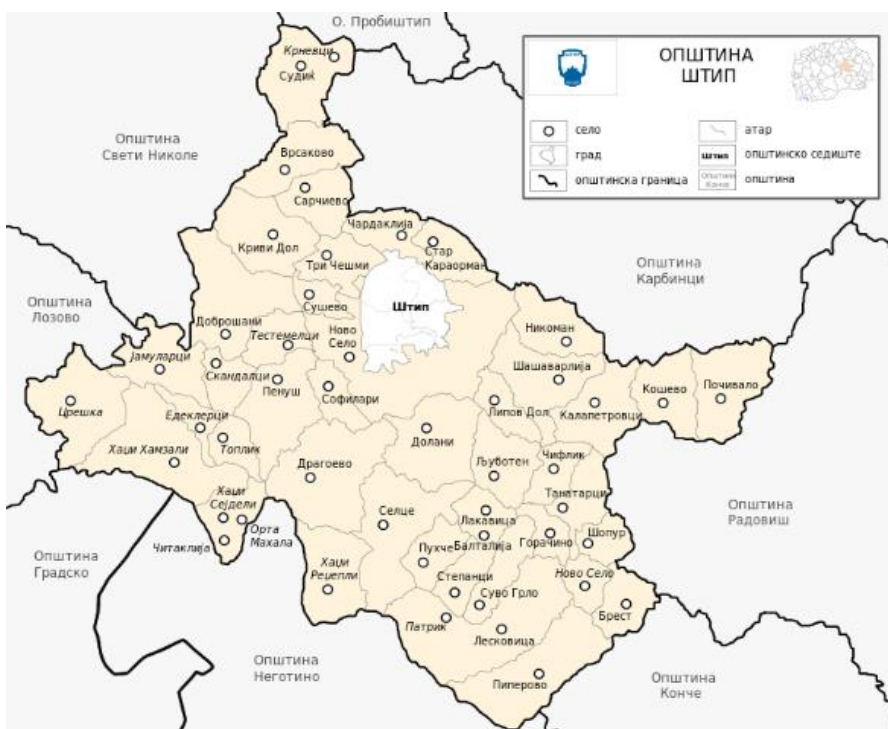 О. Пробиштип
Крневци
Судиќ
ОПШТИНА
ШТИП
село
град
општинска граница
атар
Штип
општинско седиште
Општина
Конче
општина
Општина
Свети Николе
Врсаково
Сарчиево
Чардаклија
Криви Дол
Три Чешми
Стар
Караорман
Општина
Карбинци
Општина
Лозово
Сушево
Штип
Доброшани
Тестемелци
Ново
Село
Никоман
Јамуларци
Скандалци
Пенуш
Софилари
Шашаварлија
Црешка
Едеклерци
Липов Дол
Калапетровци
Кошево
Почивало
Хаџи Хамзали
Топлик
Драгоево
Долани
Љуботен
Чифлик
Танатарци
Хаџи
Сејдели
Орта
Махала
Читаклија
Селце
Лакавица
Балталија
Горачино
Шопур
Општина
Радовиш
Општина
Градско
Хаџи
Реџепли
Пухче
Степанци
Суво Грло
Ново Село
Брест
Патрик
Лесковица
Општина
Неготино
Пиперово
Општина
Конче